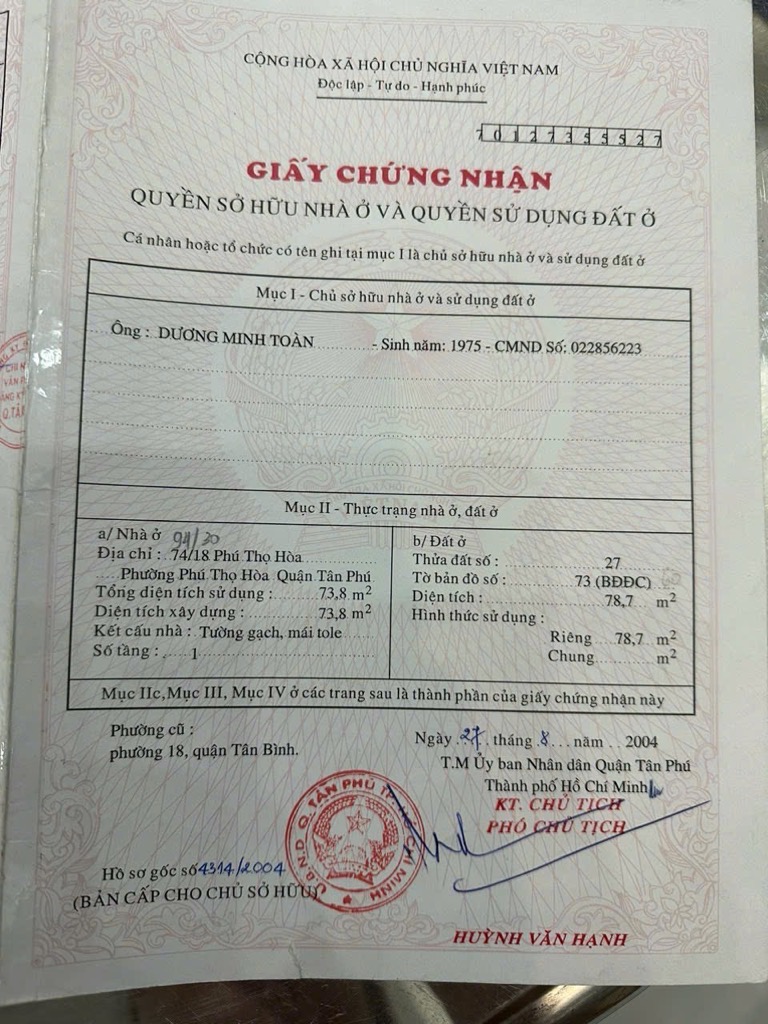 CỘNG HÒA XÃ HỘI CHỦ NGHĨA VIỆT NAM
Độc lập - Tự do - Hạnh phúc
70127355527
GIẤY CHỨNG NHẬN
QUYỀN SỞ HỮU NHÀ Ở VÀ QUYỀN SỬ DỤNG ĐẤT Ở
Cá nhân hoặc tổ chức có tên ghi tại mục I là chủ sở hữu nhà ở và sử dụng đất ở
Mục I - Chủ sở hữu nhà ở và sử dụng đất ở
Ông : DƯƠNG MINH TOÀN - Sinh năm: 1975 - CMND Số: 022856223
Mục II - Thực trạng nhà ở, đất ở
a/ Nhà ở 94/30
Địa chỉ : 74/18 Phú Thọ Hòa
Phường Phú Thọ Hòa Quận Tân Phú
Tổng diện tích sử dụng : 73,8 m²
Diện tích xây dựng : 73,8 m²
Kết cấu nhà : Tường gạch, mái tole
Số tầng : 1
b/ Đất ở
Thửa đất số : 27
Tờ bản đồ số : 73 (BĐĐC)
Diện tích : 78,7 m²
Hình thức sử dụng :
Riêng 78,7 m²
Chung m²
Mục IIc,Mục III, Mục IV ở các trang sau là thành phần của giấy chứng nhận này
Phường cũ :
phường 18, quận Tân Bình.
Ngày 27 tháng 8 năm 2004
T.M Ủy ban Nhân dân Quận Tân Phú
Thành phố Hồ Chí Minh
KT. CHỦ TỊCH
PHÓ CHỦ TỊCH
U.B.N.D Q.TÂN PHÚ T.P HỒ CHÍ MINH
Hồ sơ gốc số 4314/2004
(BẢN CẤP CHO CHỦ SỞ HỮU)
HUỲNH VĂN HẠNH